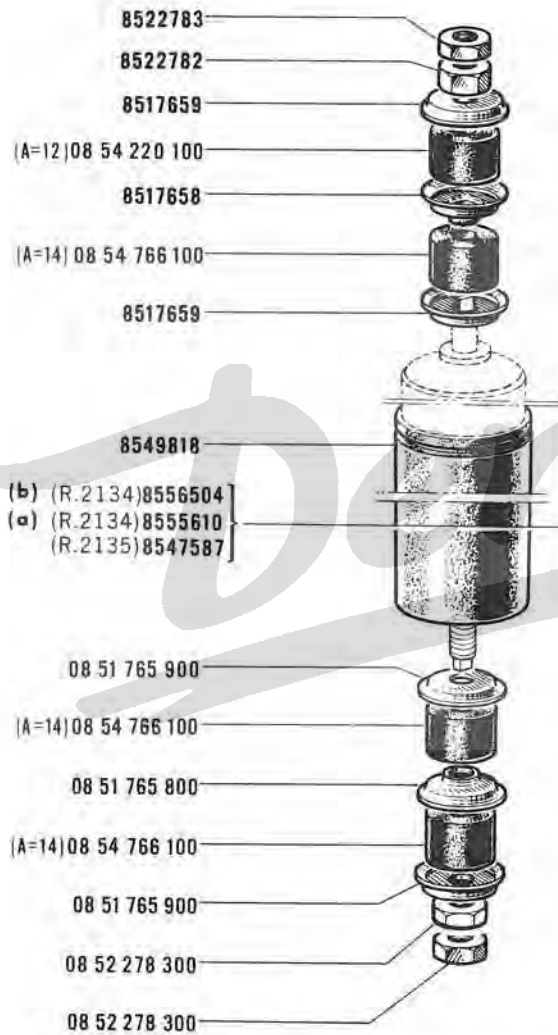 8522783
8522782
8517659
(A=12) 08 54 220 100
8517658
(A=14) 08 54 766 100
8517659
8549818
(b) (R.2134) 8556504
(a) (R.2134) 8555610
(R.2135) 8547587
08 51 765 900
(A=14) 08 54 766 100
08 51 765 800
(A=14) 08 54 766 100
08 51 765 900
08 52 278 300
08 52 278 300